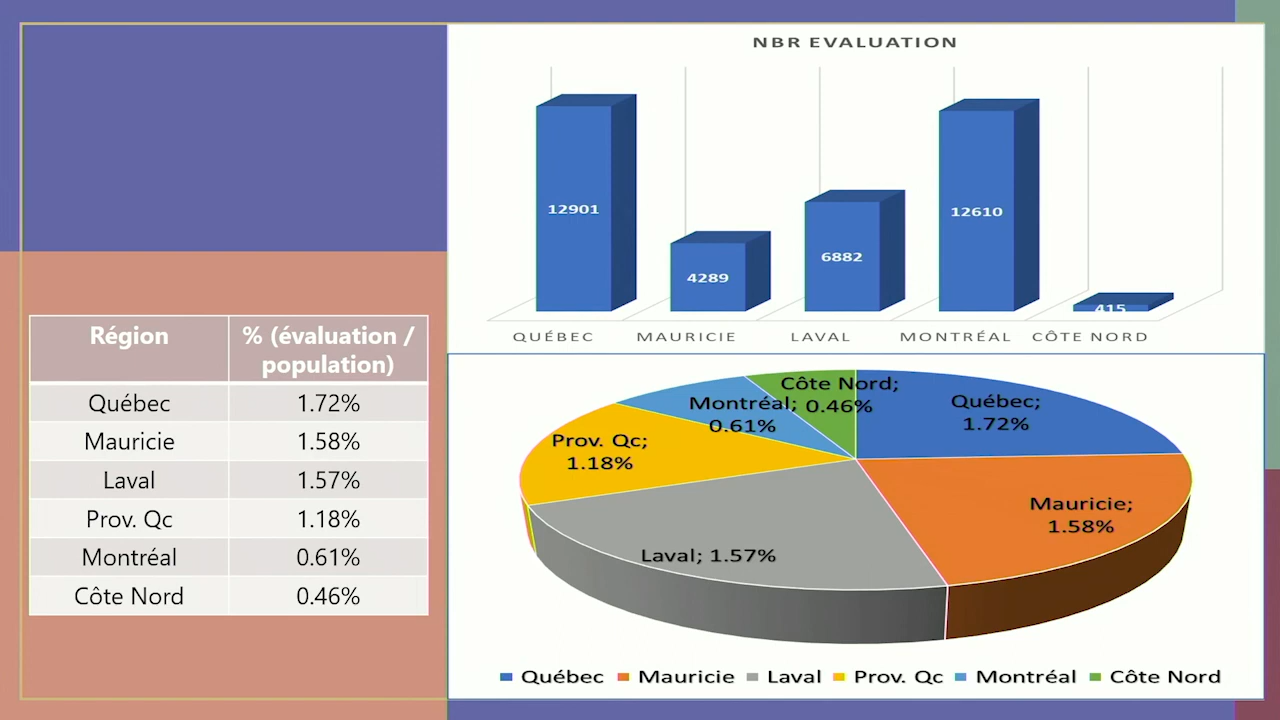 NBR EVALUATION
12901
4289
6882
12610
415
QUÉBEC MAURICIE LAVAL MONTRÉAL CÔTE NORD
Région % (évaluation /
population)
Québec 1.72%
Mauricie 1.58%
Laval 1.57%
Prov. Qc 1.18%
Montréal 0.61%
Côte Nord 0.46%
Côte Nord;
0.46%
Québec;
1.72%
Montréal;
0.61%
Prov. Qc;
1.18%
Mauricie;
1.58%
Laval; 1.57%
Québec Mauricie Laval Prov. Qc Montréal Côte Nord